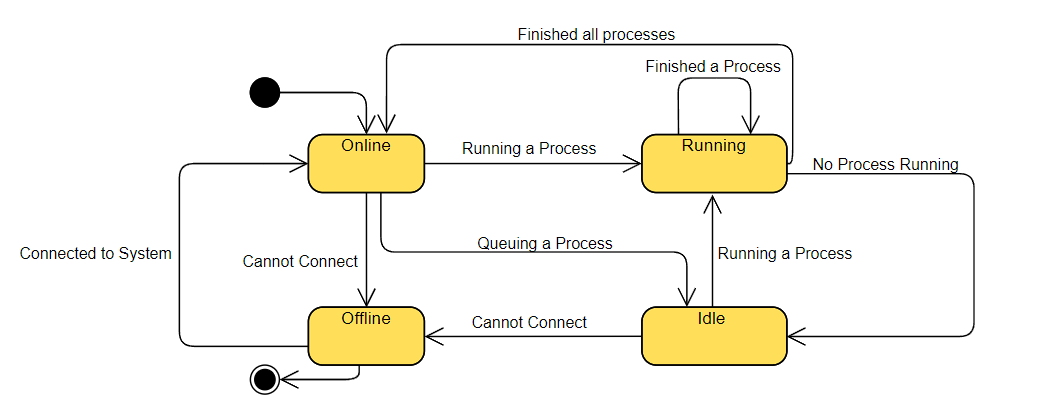 Finished all processes
Finished a Process
Online
Running a Process
Running
No Process Running
Connected to System
Cannot Connect
Queuing a Process
Running a Process
Offline
Cannot Connect
Idle